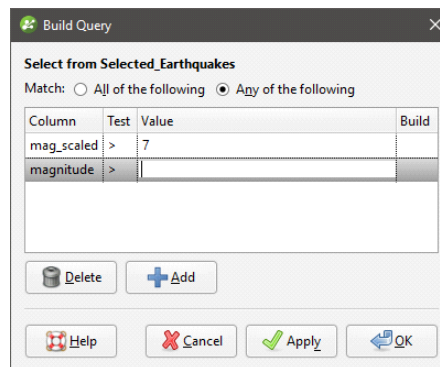 Build Query
Select from Selected_Earthquakes
Match: All of the following Any of the following
Column Test Value Build
mag_scaled > 7
magnitude >
Delete Add
Help Cancel Apply OK